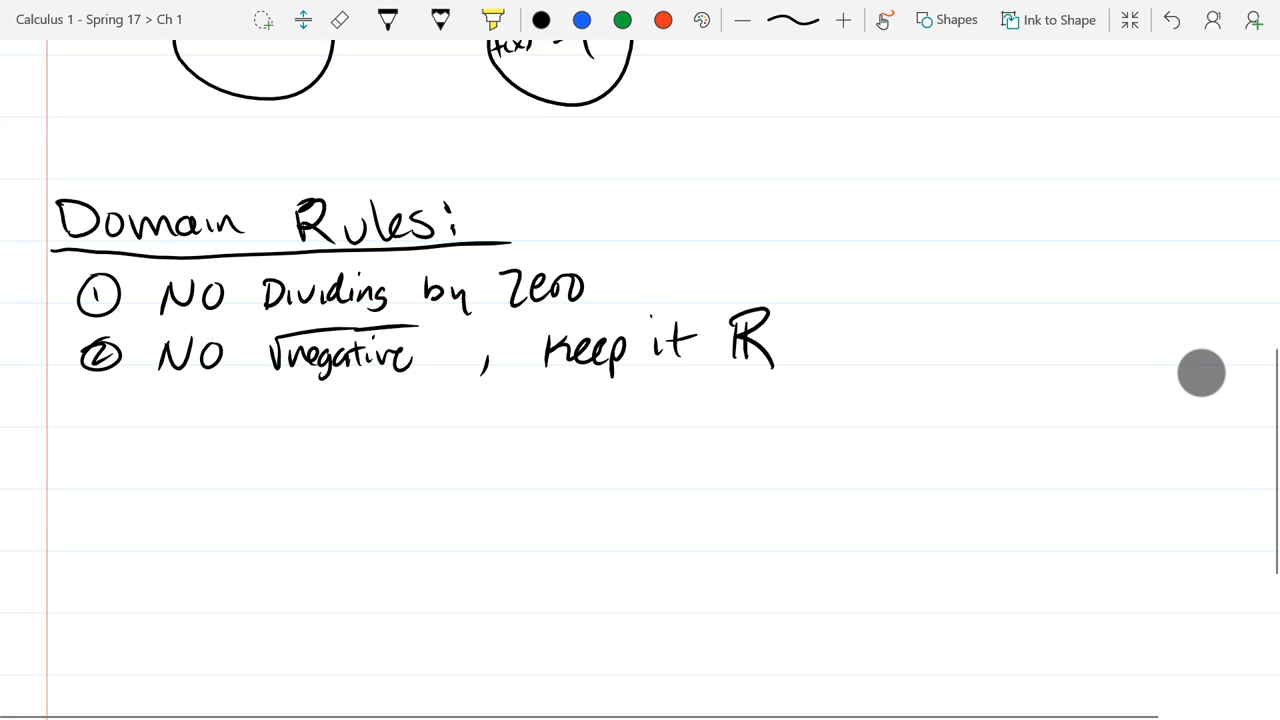 Calculus 1 - Spring 17 > Ch 1
Shapes
Ink to Shape
f(x)
Domain Rules:
① NO Dividing by Zero
② NO √negative , Keep it ℝ